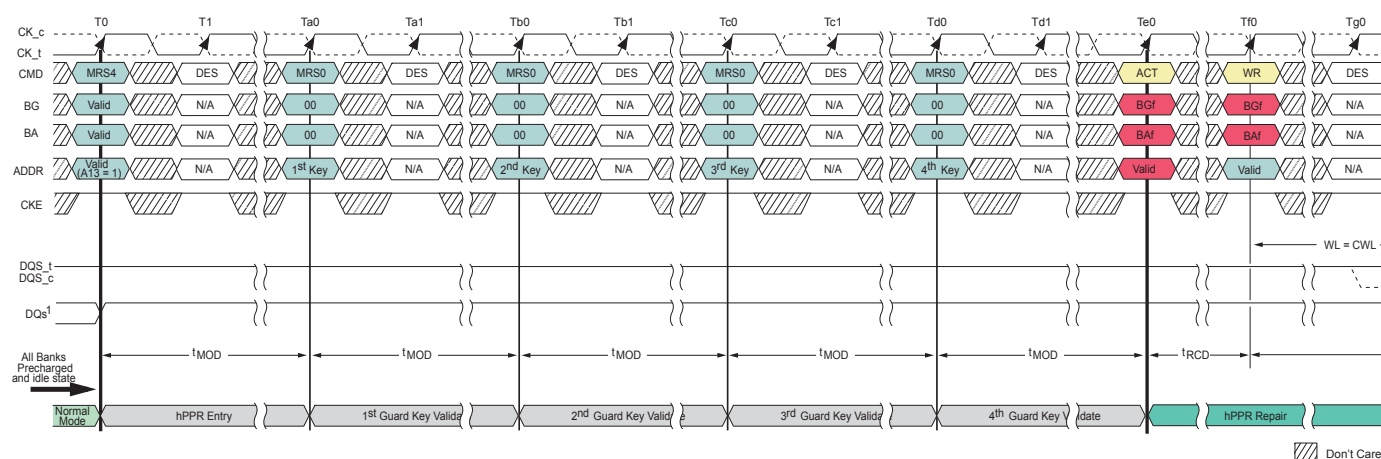 T0 T1 Ta0 Ta1 Tb0 Tb1 Tc0 Tc1 Td0 Td1 Te0 Tf0 Tg0
CK_c
CK_t
CMD MRS4 DES MRS0 DES MRS0 DES MRS0 DES MRS0 DES ACT WR DES
BG Valid N/A 00 N/A 00 N/A 00 N/A 00 N/A BGf BGf N/A
BA Valid N/A 00 N/A 00 N/A 00 N/A 00 N/A BAf BAf N/A
ADDR Valid (A13 = 1) N/A 1st Key N/A 2nd Key N/A 3rd Key N/A 4th Key N/A Valid Valid N/A
CKE
WL = CWL
DQS_t
DQS_c
DQs1
tMOD tMOD tMOD tMOD tMOD tRCD
All Banks
Precharged
and idle state
Normal Mode hPPR Entry 1st Guard Key Valida 2nd Guard Key Valida e 3rd Guard Key Valida 4th Guard Key V date hPPR Repair
Don't Care